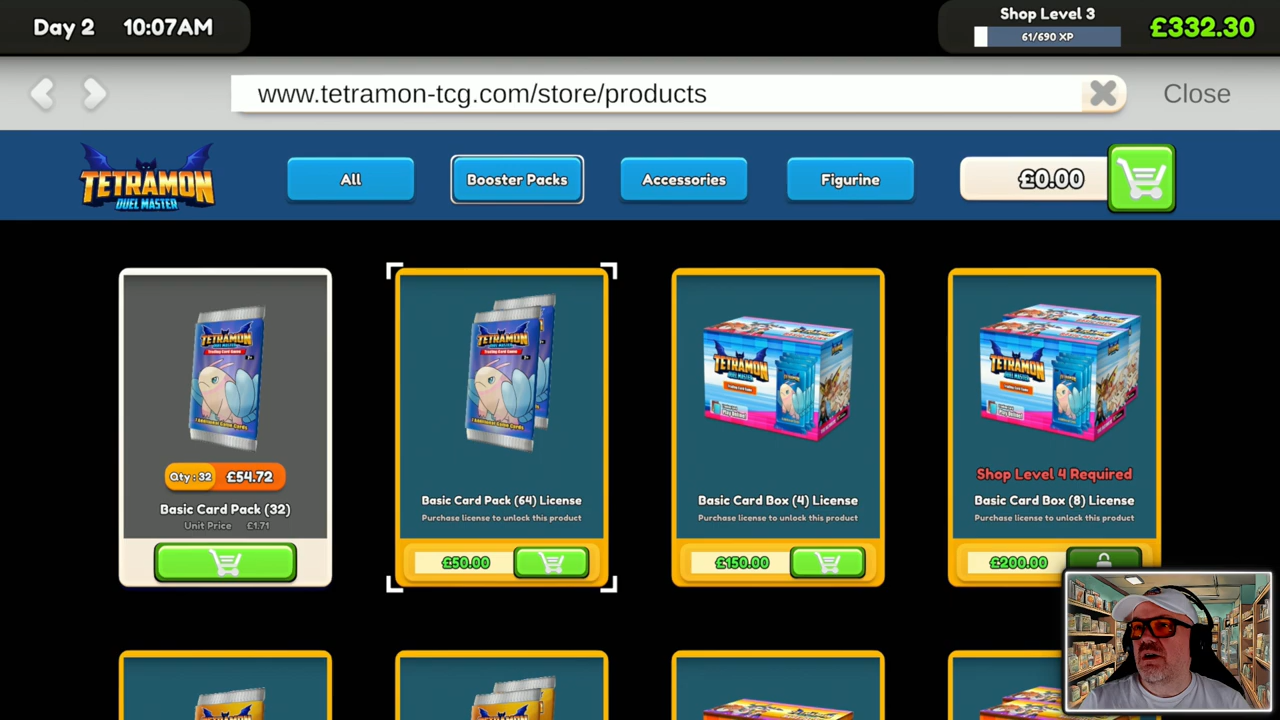 Day 2 10:07AM
Shop Level 3
61/690 XP
£332.30
www.tetramon-tcg.com/store/products
Close
TETRAMON
DUEL MASTER
All
Booster Packs
Accessories
Figurine
£0.00
TETRAMON
TETRAMON
TETRAMON
TETRAMON
Qty : 32 £54.72
Basic Card Pack (32)
Unit Price £1.71
Basic Card Pack (64) License
Purchase license to unlock this product
£50.00
Basic Card Box (4) License
Purchase license to unlock this product
£150.00
Shop Level 4 Required
Basic Card Box (8) License
Purchase license to unlock this product
£200.00